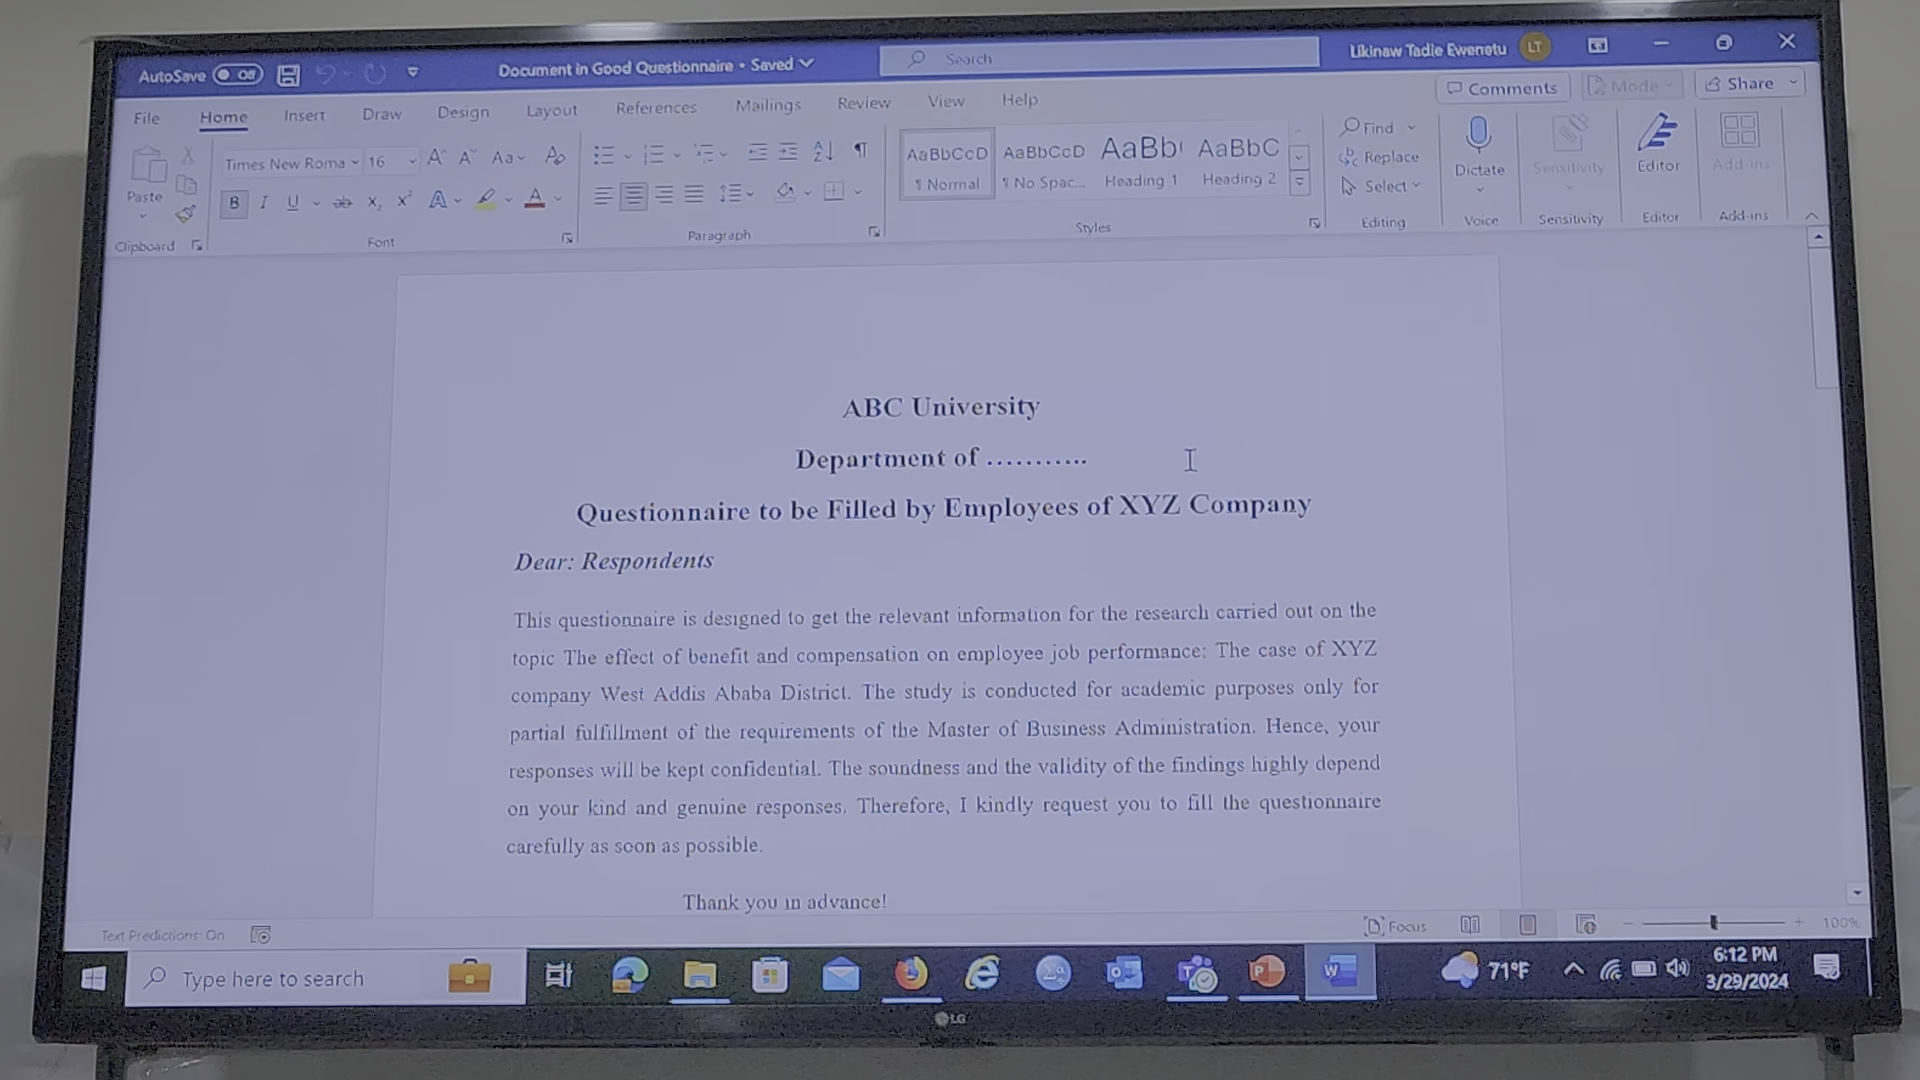 AutoSave Off Document in Good Questionnaire • Saved Search Likinaw Tadie Ewenetu LT
File Home Insert Draw Design Layout References Mailings Review View Help Comments Mode Share
Paste Clipboard
Times New Roma 16 Aa
B I U ab X₂ X² A A
Font
Paragraph
AaBbCcD AaBbCcD AaBb AaBbC
¶ Normal ¶ No Spac... Heading 1 Heading 2
Styles
Find
Replace
Select
Editing
Dictate
Voice
Sensitivity
Sensitivity
Editor
Editor
Add-ins
Add-ins
ABC University
Department of ...........
Questionnaire to be Filled by Employees of XYZ Company
Dear: Respondents
This questionnaire is designed to get the relevant information for the research carried out on the
topic The effect of benefit and compensation on employee job performance: The case of XYZ
company West Addis Ababa District. The study is conducted for academic purposes only for
partial fulfillment of the requirements of the Master of Business Administration. Hence, your
responses will be kept confidential. The soundness and the validity of the findings highly depend
on your kind and genuine responses. Therefore, I kindly request you to fill the questionnaire
carefully as soon as possible.
Thank you in advance!
Text Predictions: On Focus 100%
Type here to search 71°F 6:12 PM
3/29/2024
LG